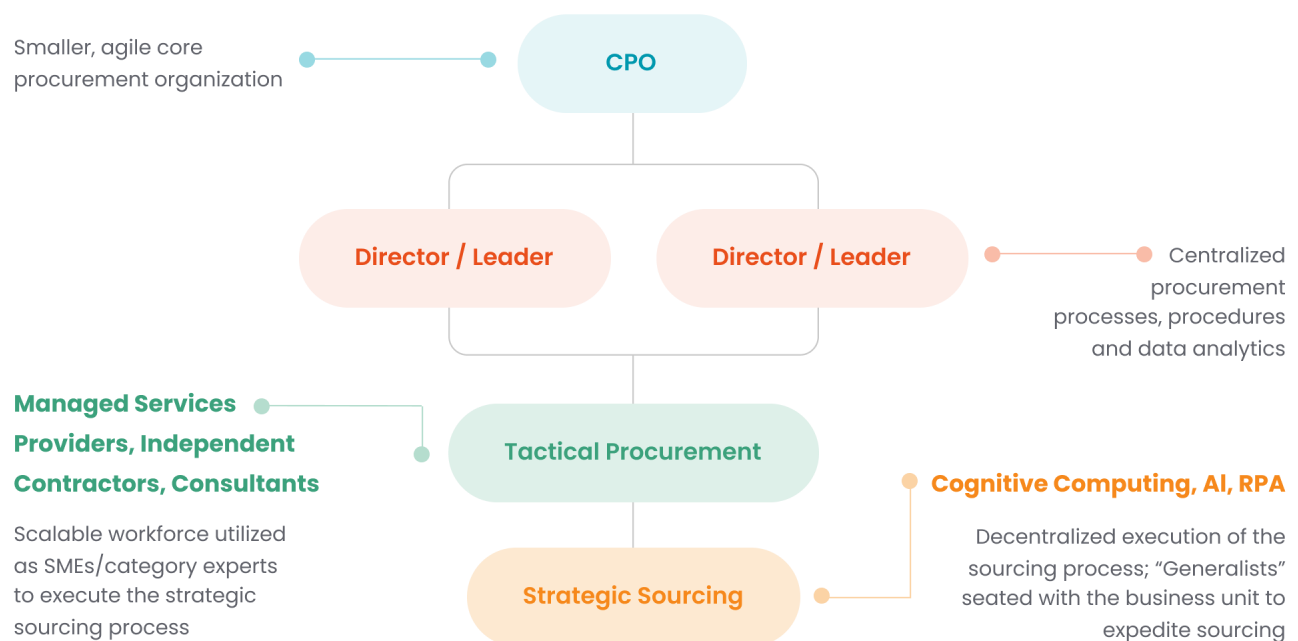 Smaller, agile core
procurement organization
CPO
Director / Leader
Director / Leader
Centralized
procurement
processes, procedures
and data analytics
Managed Services
Providers, Independent
Contractors, Consultants
Scalable workforce utilized
as SMEs/category experts
to execute the strategic
sourcing process
Tactical Procurement
Cognitive Computing, AI, RPA
Decentralized execution of the
sourcing process; “Generalists”
seated with the business unit to
expedite sourcing
Strategic Sourcing